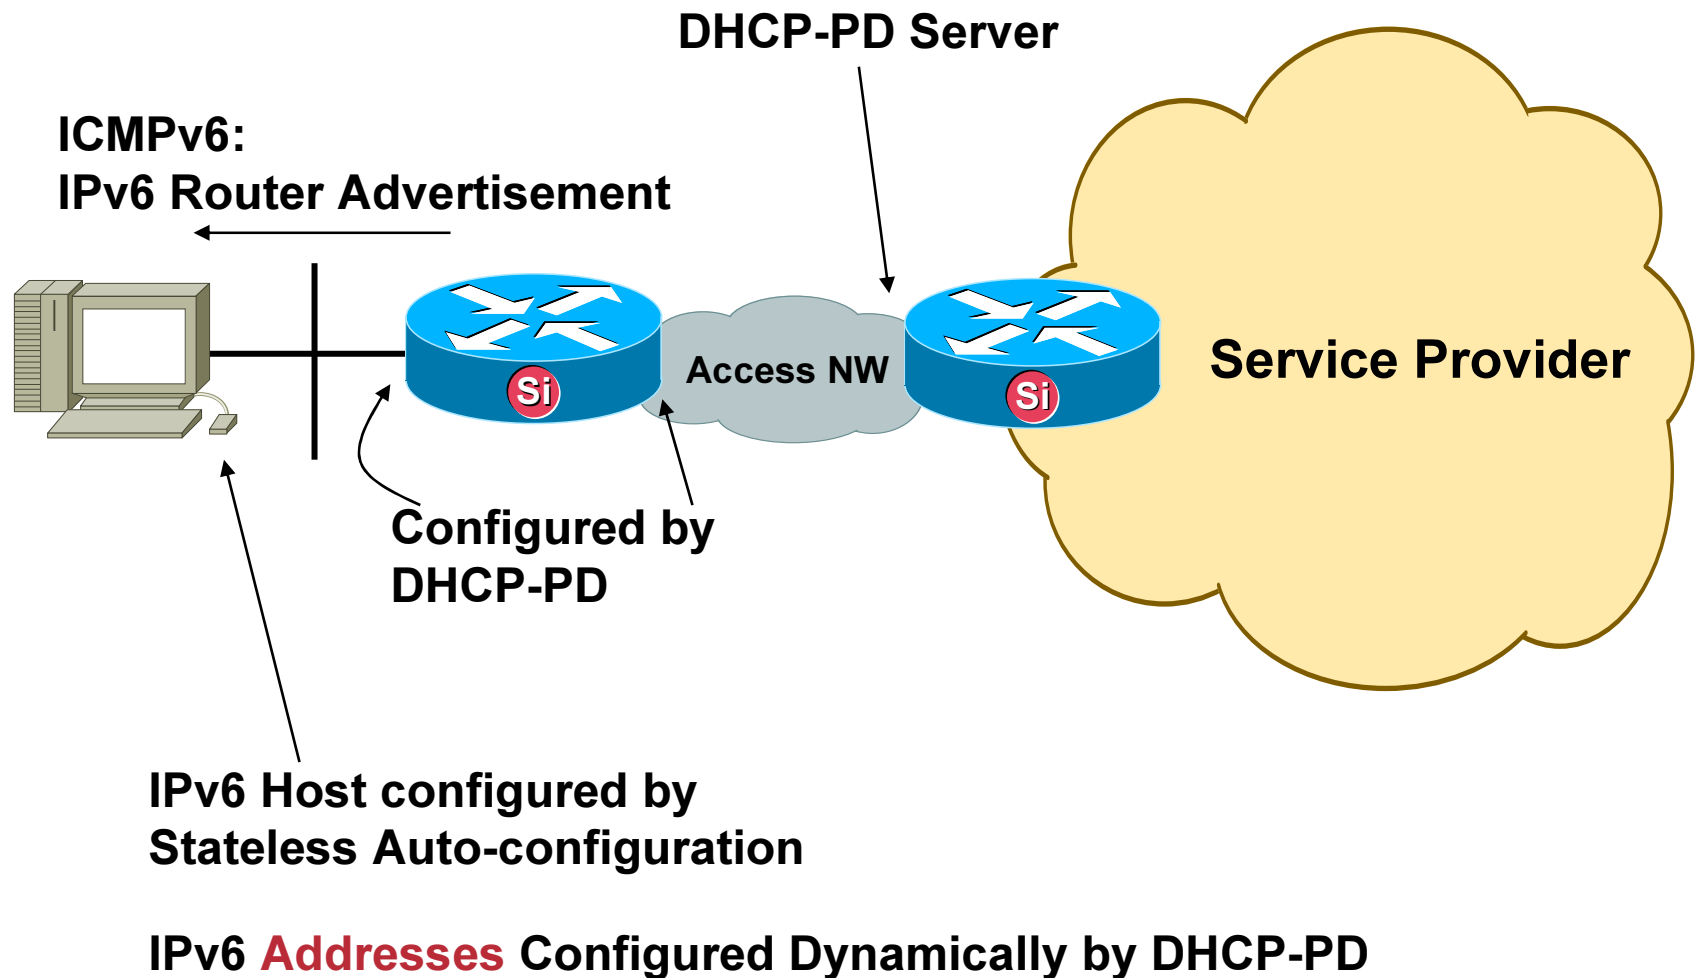 DHCP-PD Server
ICMPv6:
IPv6 Router Advertisement
Si
Access NW
Si
Service Provider
Configured by
DHCP-PD
IPv6 Host configured by
Stateless Auto-configuration
IPv6 Addresses Configured Dynamically by DHCP-PD